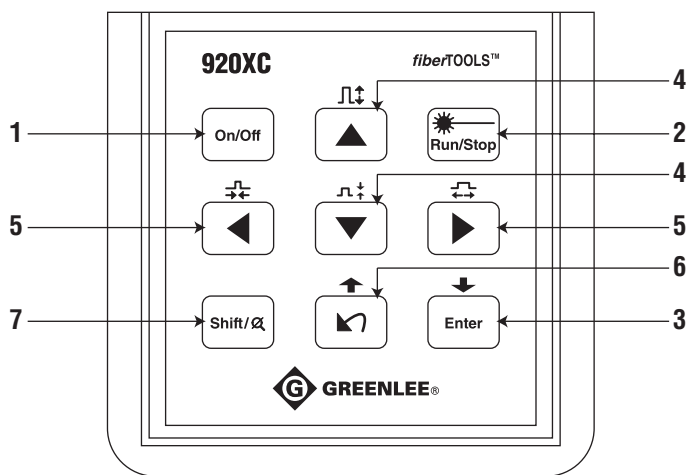 920XC fiberTOOLS™
4
1 On/Off Run/Stop 2
4
5 5
6
7 Shift/ Enter 3
G GREENLEE®